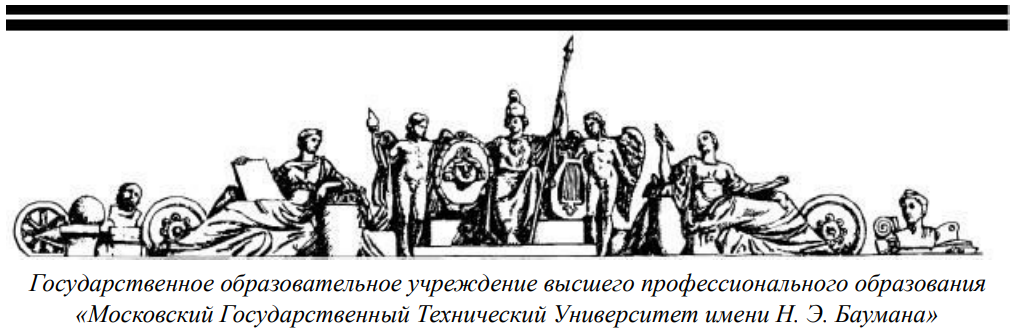 Государственное образовательное учреждение высшего профессионального образования
«Московский Государственный Технический Университет имени Н. Э. Баумана»